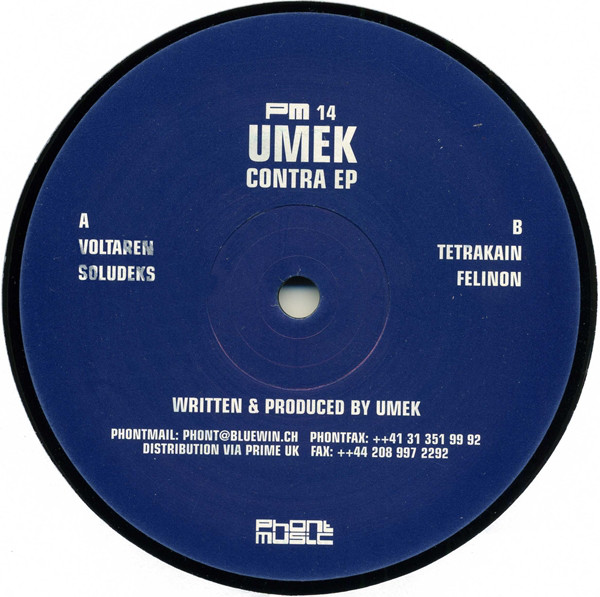 PM 14
UMEK
CONTRA EP
A
VOLTAREN
SOLUDEKS
B
TETRAKAIN
FELINON
WRITTEN & PRODUCED BY UMEK
PHONTMAIL: PHONT@BLUEWIN.CH PHONTFAX: ++41 31 351 99 92
DISTRIBUTION VIA PRIME UK FAX: ++44 208 997 2292
Phont
music